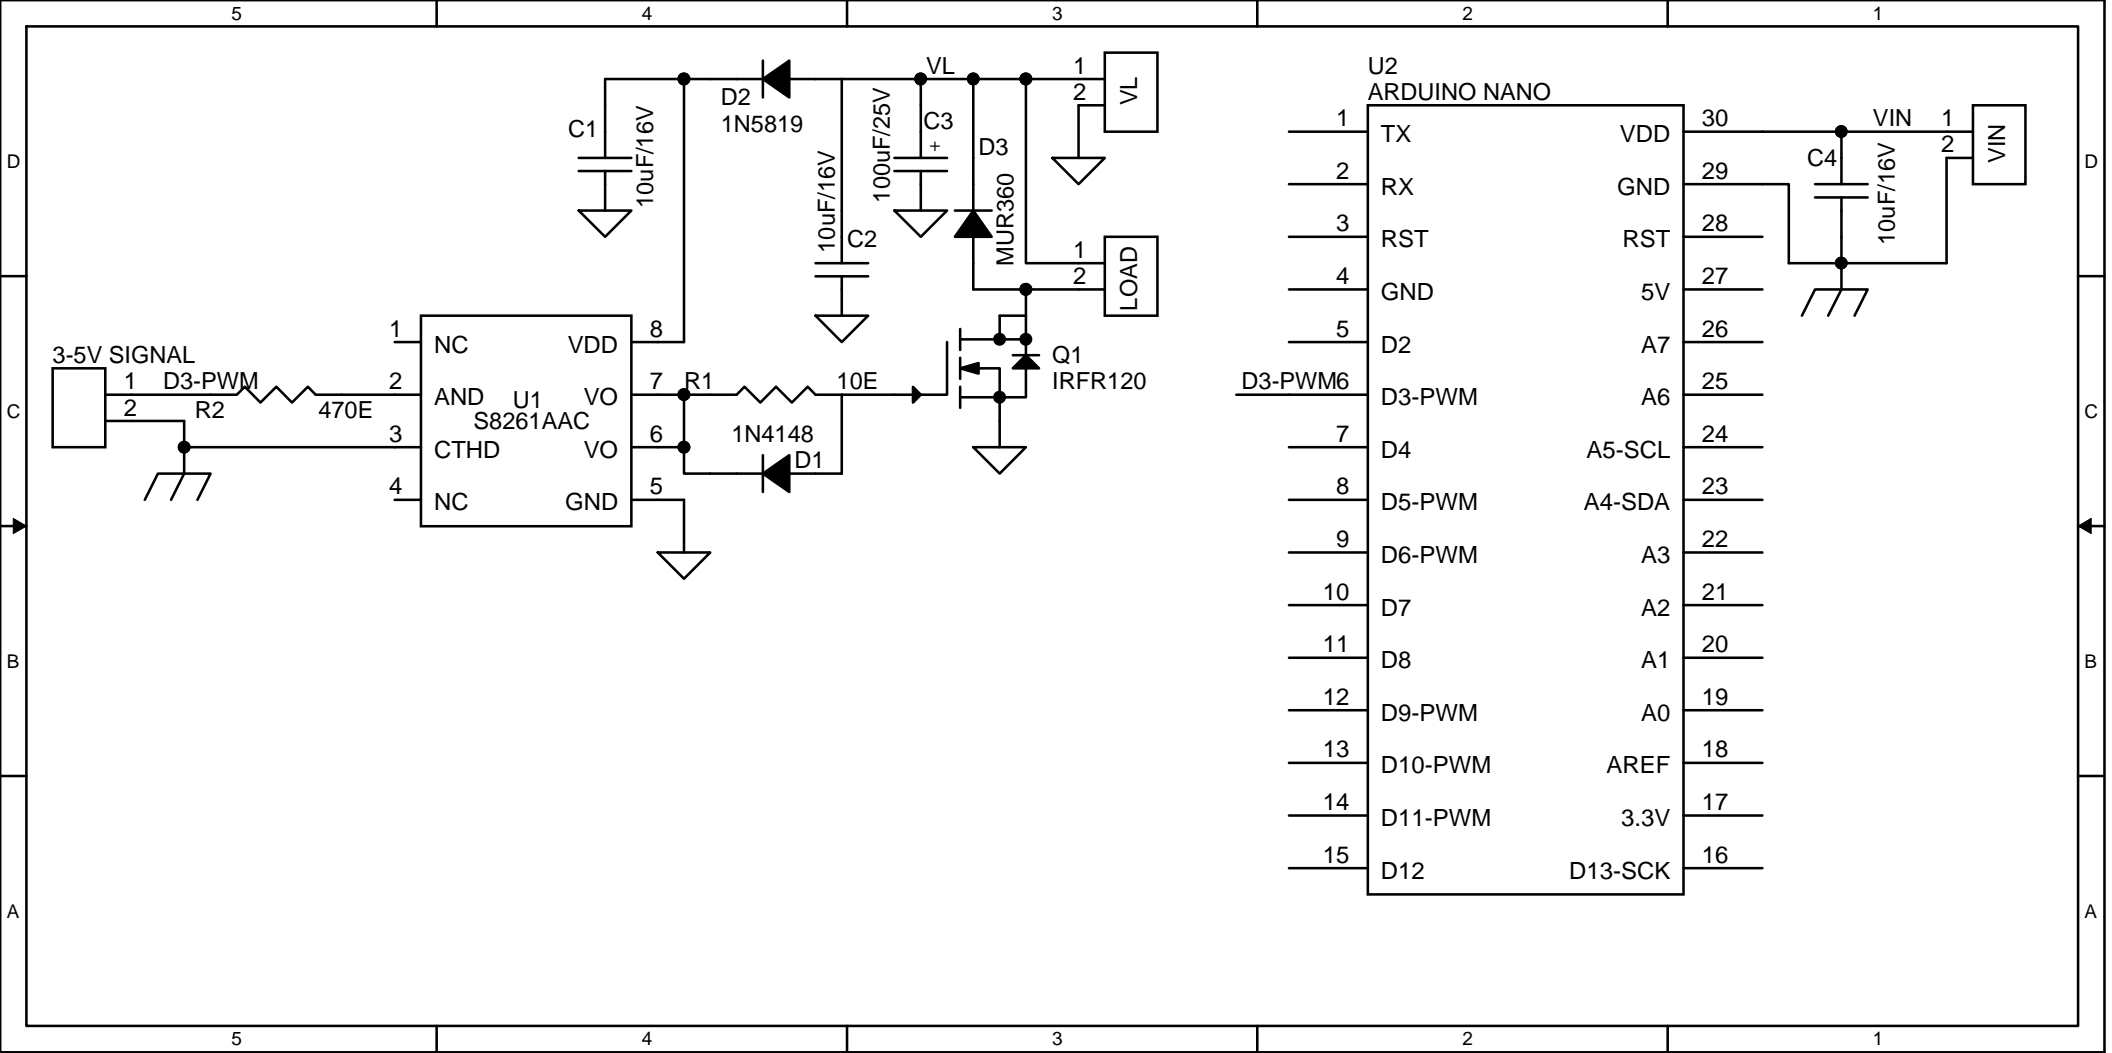 5 4 3 2 1
D
C
B
A
VL
1
2
VL
D2
1N5819
C1
10uF/16V
10uF/16V
C2
100uF/25V
C3
+
D3
MUR360
1
2
LOAD
3-5V SIGNAL
1
2
D3-PWM
R2
470E
1 NC VDD 8
2 AND VO 7
3 CTHD VO 6
4 NC GND 5
U1
S8261AAC
R1
10E
1N4148
D1
Q1
IRFR120
U2
ARDUINO NANO
1 TX VDD 30
2 RX GND 29
3 RST RST 28
4 GND 5V 27
5 D2 A7 26
D3-PWM 6 D3-PWM A6 25
7 D4 A5-SCL 24
8 D5-PWM A4-SDA 23
9 D6-PWM A3 22
10 D7 A2 21
11 D8 A1 20
12 D9-PWM A0 19
13 D10-PWM AREF 18
14 D11-PWM 3.3V 17
15 D12 D13-SCK 16
VIN
1
2
VIN
C4
10uF/16V
D
C
B
A
5 4 3 2 1